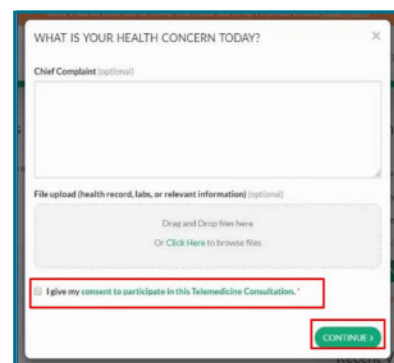 WHAT IS YOUR HEALTH CONCERN TODAY?
×
Chief Complaint (optional)
File upload (health record, labs, or relevant information) (optional)
Drag and Drop files here
Or Click Here to browse files
I give my consent to participate in this Telemedicine Consultation. *
CONTINUE >